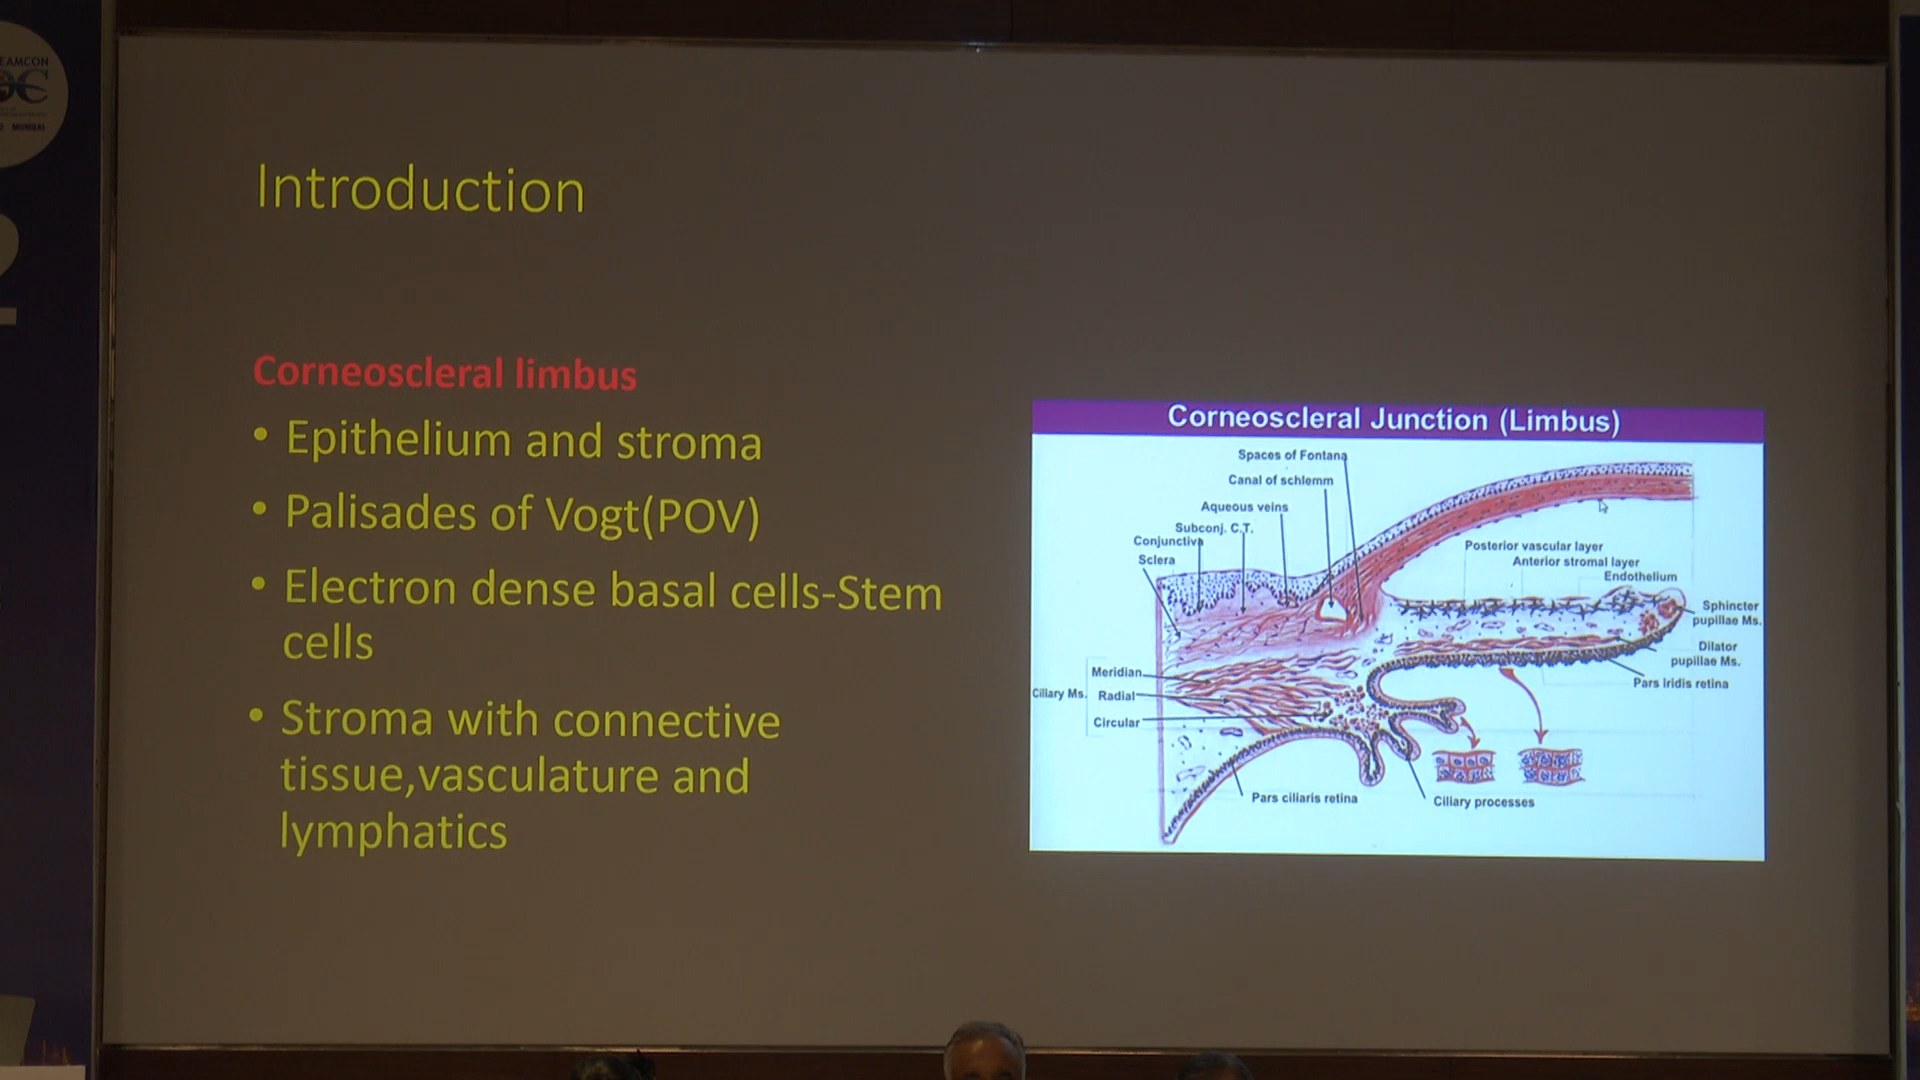 EAMCON
MUMBAI
2
Introduction
Corneoscleral limbus
• Epithelium and stroma
• Palisades of Vogt(POV)
• Electron dense basal cells-Stem
cells
• Stroma with connective
tissue,vasculature and
lymphatics
Corneoscleral Junction (Limbus)
Spaces of Fontana
Canal of schlemm
Aqueous veins
Subconj. C.T.
Conjunctiva
Sclera
Posterior vascular layer
Anterior stromal layer
Endothelium
Sphincter
pupillae Ms.
Dilator
pupillae Ms.
Pars iridis retina
Meridian
Ciliary Ms. Radial
Circular
Pars ciliaris retina
Ciliary processes